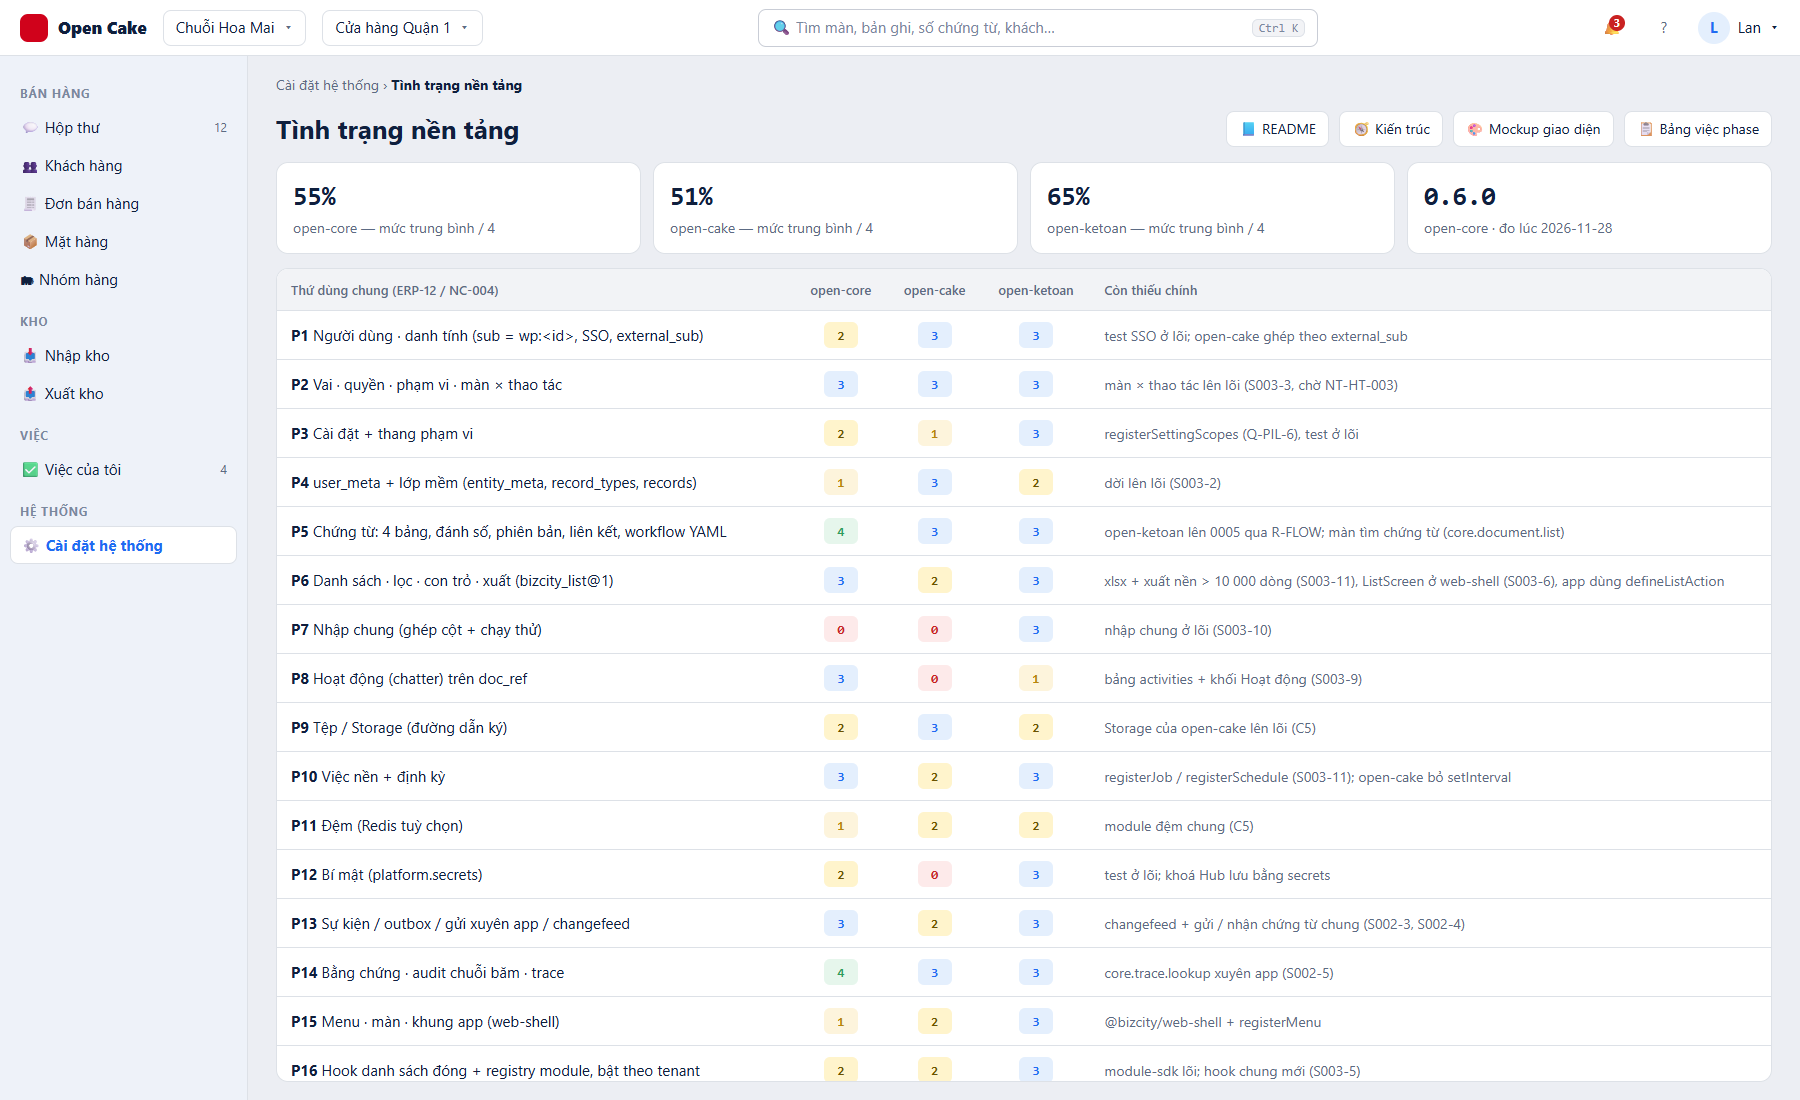 Open Cake
Chuỗi Hoa Mai
Cửa hàng Quận 1
Tìm màn, bản ghi, số chứng từ, khách...
Ctrl K
3
?
L
Lan
BÁN HÀNG
Hộp thư 12
Khách hàng
Đơn bán hàng
Mặt hàng
Nhóm hàng
KHO
Nhập kho
Xuất kho
VIỆC
Việc của tôi 4
HỆ THỐNG
Cài đặt hệ thống
Cài đặt hệ thống › Tình trạng nền tảng
Tình trạng nền tảng
README
Kiến trúc
Mockup giao diện
Bảng việc phase
55%
open-core — mức trung bình / 4
51%
open-cake — mức trung bình / 4
65%
open-ketoan — mức trung bình / 4
0.6.0
open-core · đo lúc 2026-11-28
Thứ dùng chung (ERP-12 / NC-004) open-core open-cake open-ketoan Còn thiếu chính
P1 Người dùng · danh tính (sub = wp:<id>, SSO, external_sub) 2 3 3 test SSO ở lõi; open-cake ghép theo external_sub
P2 Vai · quyền · phạm vi · màn × thao tác 3 3 3 màn × thao tác lên lõi (S003-3, chờ NT-HT-003)
P3 Cài đặt + thang phạm vi 2 1 3 registerSettingScopes (Q-PIL-6), test ở lõi
P4 user_meta + lớp mềm (entity_meta, record_types, records) 1 3 2 dời lên lõi (S003-2)
P5 Chứng từ: 4 bảng, đánh số, phiên bản, liên kết, workflow YAML 4 3 3 open-ketoan lên 0005 qua R-FLOW; màn tìm chứng từ (core.document.list)
P6 Danh sách · lọc · con trỏ · xuất (bizcity_list@1) 3 2 3 xlsx + xuất nền > 10 000 dòng (S003-11), ListScreen ở web-shell (S003-6), app dùng defineListAction
P7 Nhập chung (ghép cột + chạy thử) 0 0 3 nhập chung ở lõi (S003-10)
P8 Hoạt động (chatter) trên doc_ref 3 0 1 bảng activities + khối Hoạt động (S003-9)
P9 Tệp / Storage (đường dẫn ký) 2 3 2 Storage của open-cake lên lõi (C5)
P10 Việc nền + định kỳ 3 2 3 registerJob / registerSchedule (S003-11); open-cake bỏ setInterval
P11 Đệm (Redis tuỳ chọn) 1 2 2 module đệm chung (C5)
P12 Bí mật (platform.secrets) 2 0 3 test ở lõi; khoá Hub lưu bằng secrets
P13 Sự kiện / outbox / gửi xuyên app / changefeed 3 2 3 changefeed + gửi / nhận chứng từ chung (S002-3, S002-4)
P14 Bằng chứng · audit chuỗi băm · trace 4 3 3 core.trace.lookup xuyên app (S002-5)
P15 Menu · màn · khung app (web-shell) 1 2 3 @bizcity/web-shell + registerMenu
P16 Hook danh sách đóng + registry module, bật theo tenant 2 2 3 module-sdk lõi; hook chung mới (S003-5)